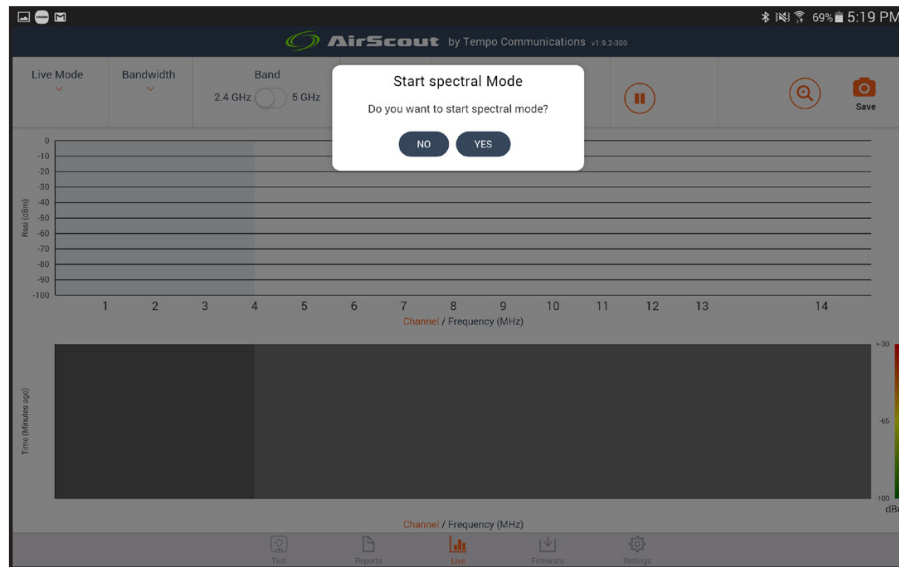 69% 5:19 PM
AirScout by Tempo Communications v1.9.2-300
Live Mode
Bandwidth
Band
2.4 GHz 5 GHz
Start spectral Mode
Do you want to start spectral mode?
NO YES
Save
0
-10
-20
-30
-40
-50
-60
-70
-80
-90
-100
Rssi (dBm)
1 2 3 4 5 6 7 8 9 10 11 12 13 14
Channel / Frequency (MHz)
Time (Minutes ago)
>-30
-65
-100
dB
Channel / Frequency (MHz)
Test Reports Live Firmware Settings